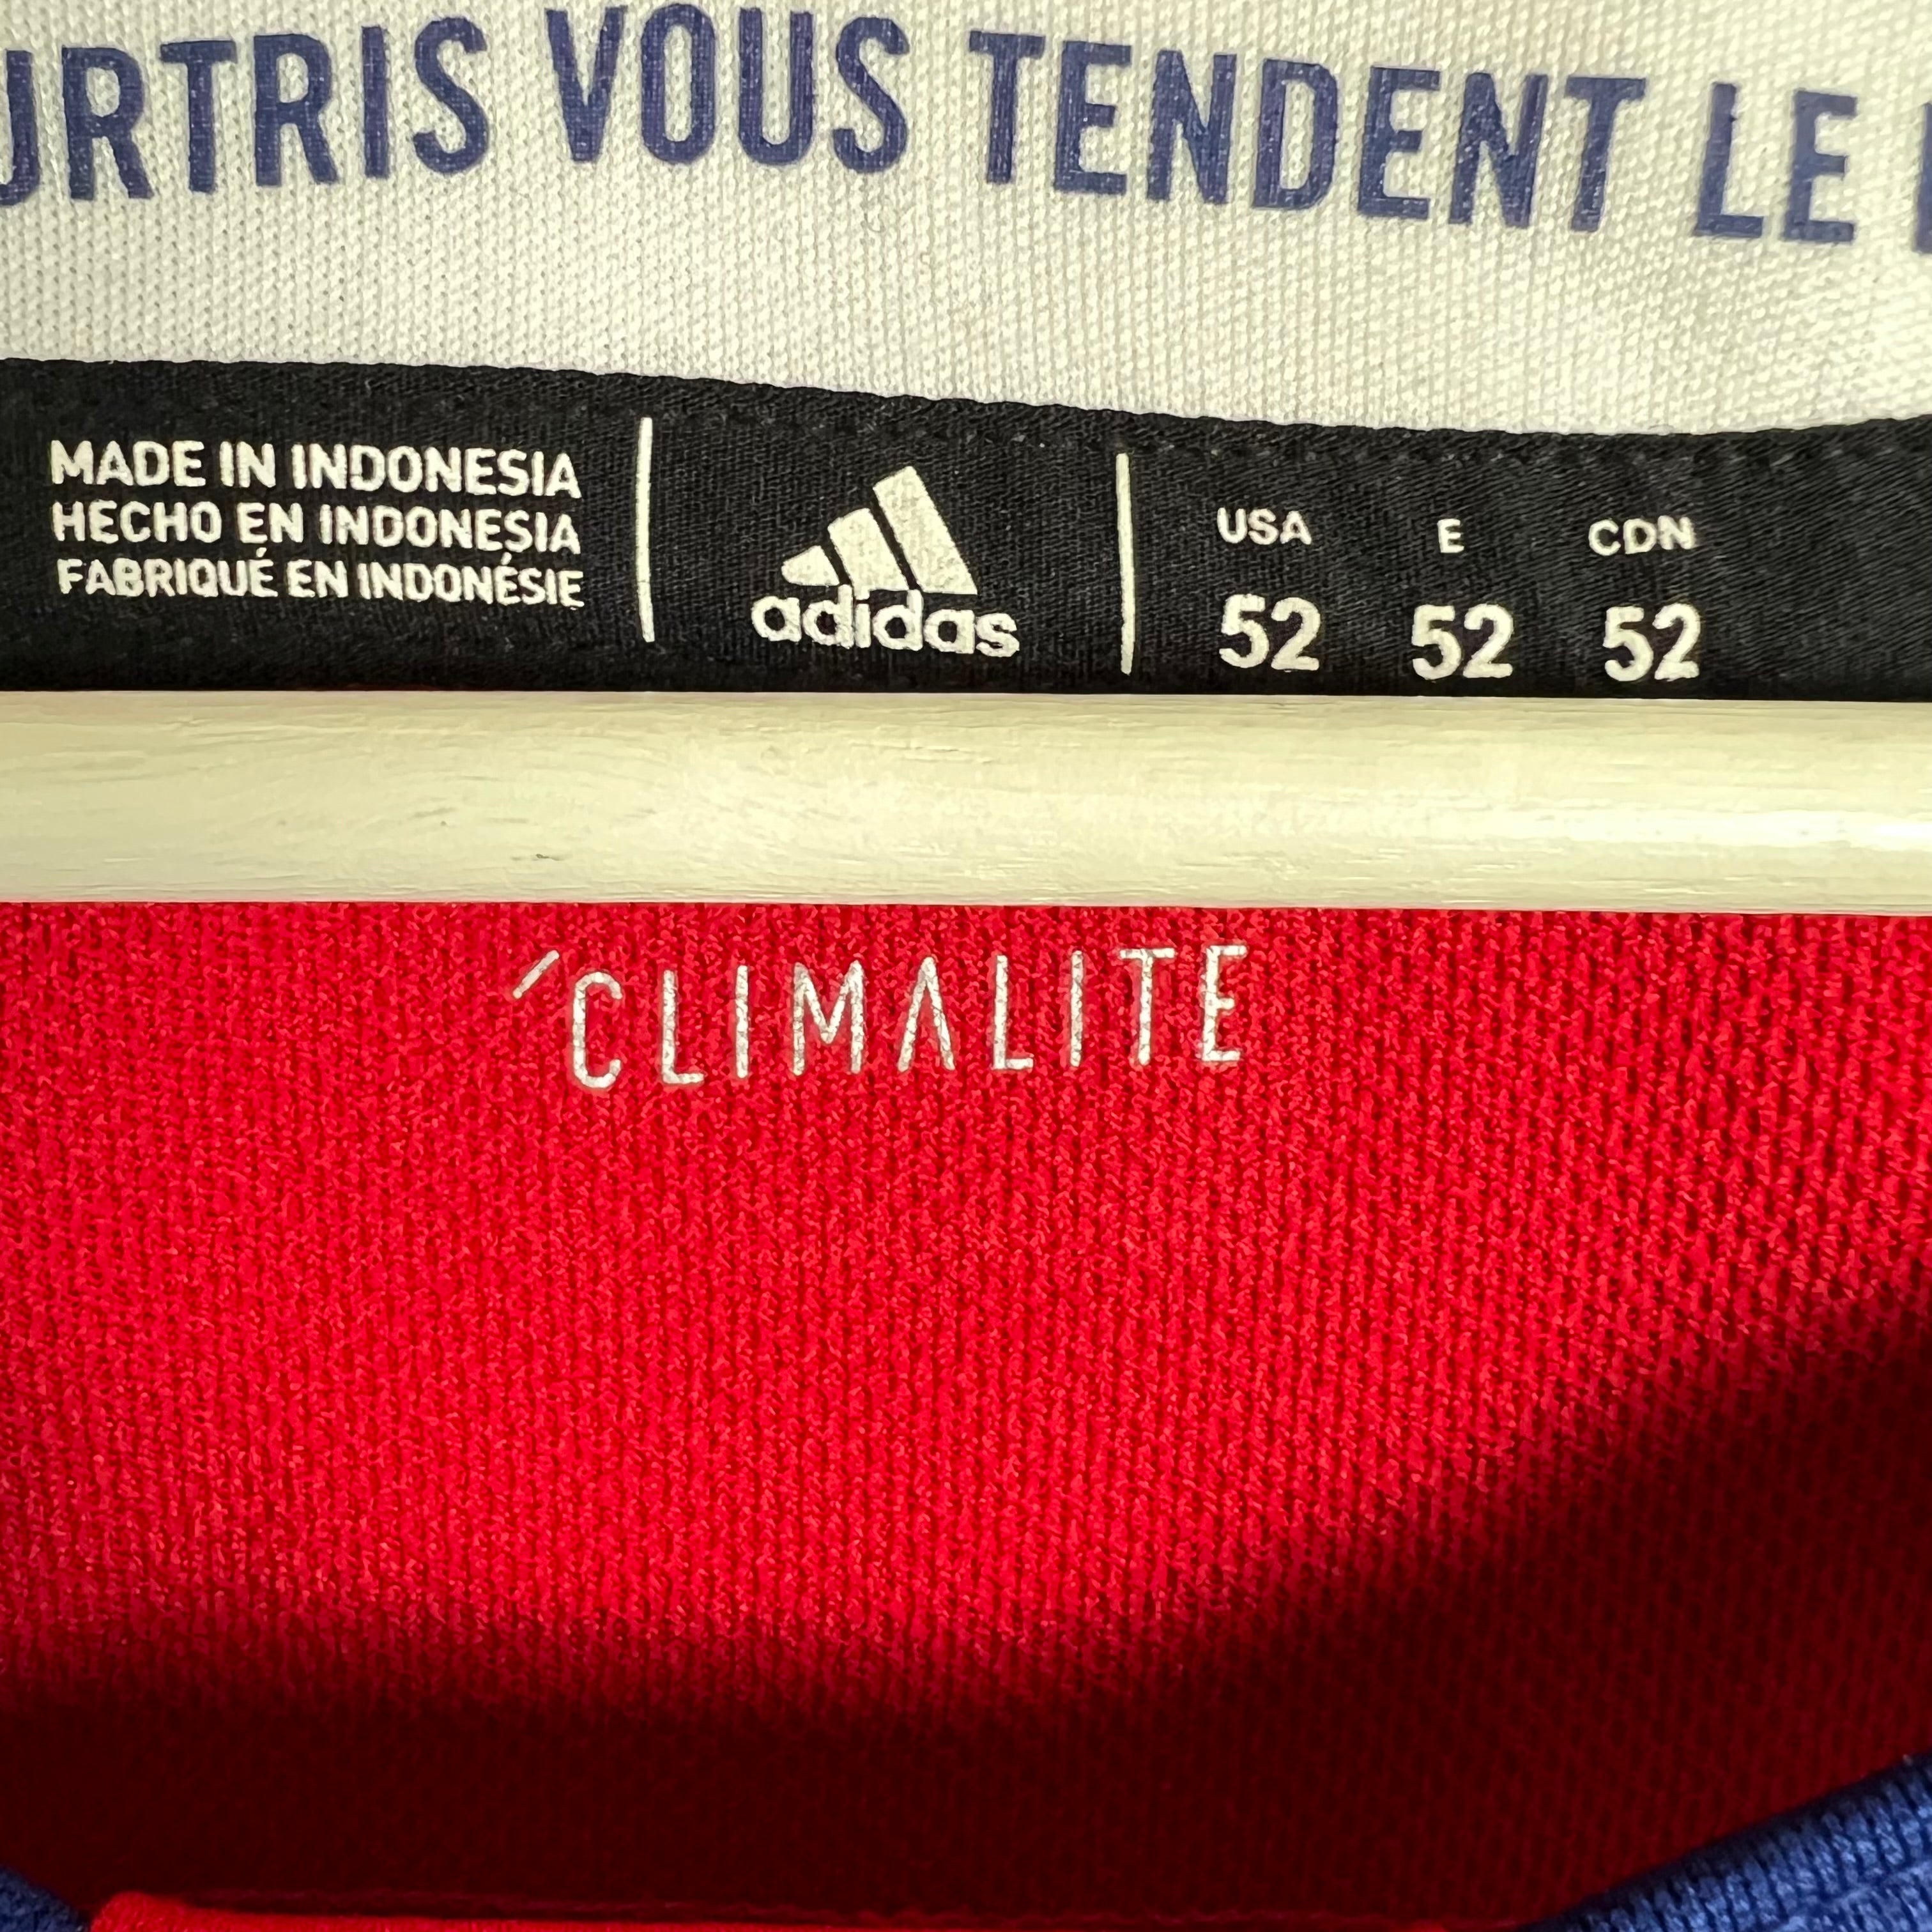 VOUS TENDENT LE
MADE IN INDONESIA
HECHO EN INDONESIA
FABRIQUÉ EN INDONÉSIE
adidas
USA E CDN
52 52 52
´CLIMALITE